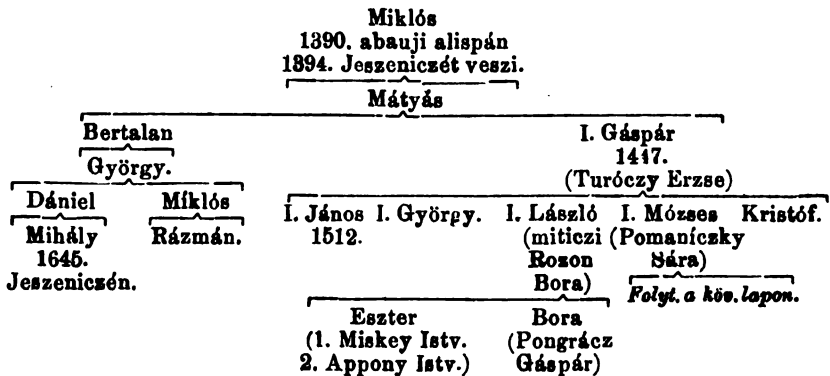 Miklós
1390. abauji alispán
1394. Jeszeniczét veszi.
Mátyás
Bertalan I. Gáspár
György. 1447.
(Turóczy Erzse)
Dániel Miklós I. János I. György. I. László I. Mózses Kristóf.
Mihály Rázmán. 1512. (miticzi (Pomaniczky
1645. Rozon Sára)
Jeszeniczén. Bora) Folyt. a köv. lapon.
Eszter Bora
(1. Miskey Istv. (Pongrácz
2. Appony Istv.) Gáspár)